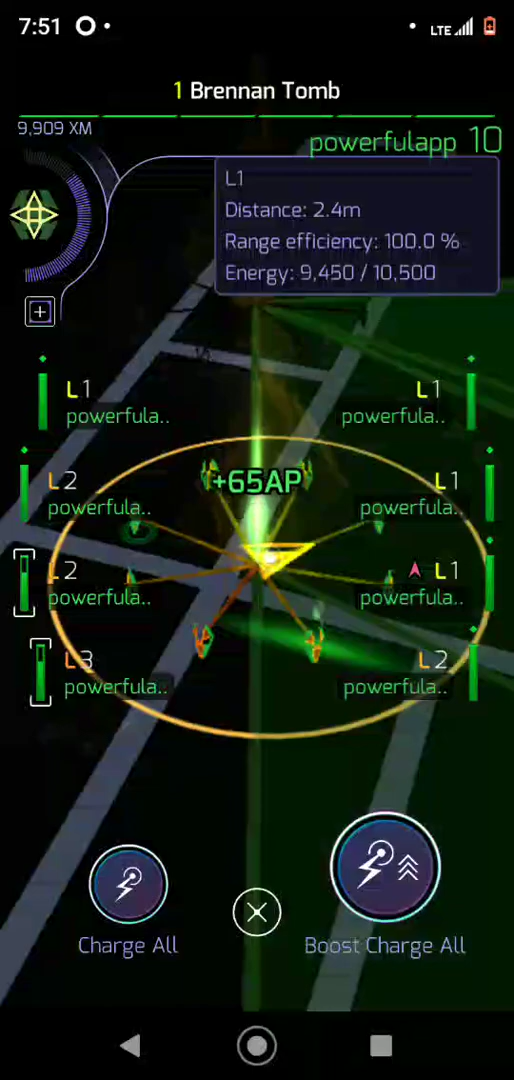 7:51
LTE
1 Brennan Tomb
9,909 XM
powerfulapp 10
L1
Distance: 2.4m
Range efficiency: 100.0 %
Energy: 9,450 / 10,500
L1
powerfula..
L1
powerfula..
+65AP
L2
powerfula..
L1
powerfula..
L2
powerfula..
L1
powerfula..
L3
powerfula..
L2
powerfula..
Charge All
Boost Charge All